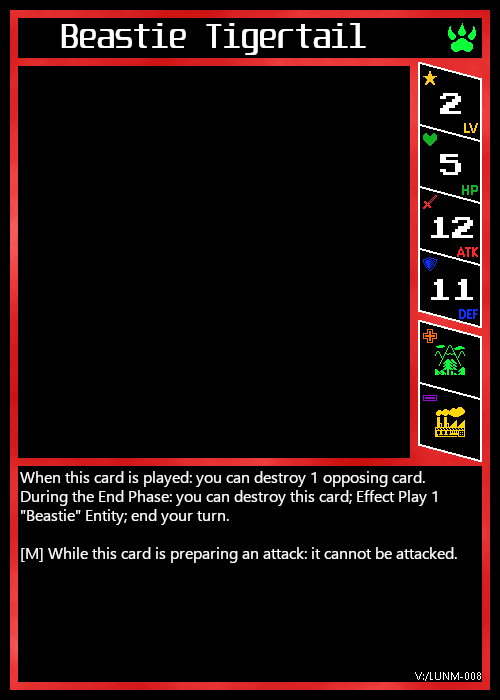 Beastie Tigertail
2
LV
5
HP
12
ATK
11
DEF
When this card is played: you can destroy 1 opposing card.
During the End Phase: you can destroy this card; Effect Play 1
"Beastie" Entity; end your turn.
[M] While this card is preparing an attack: it cannot be attacked.
V:/LUNM-008